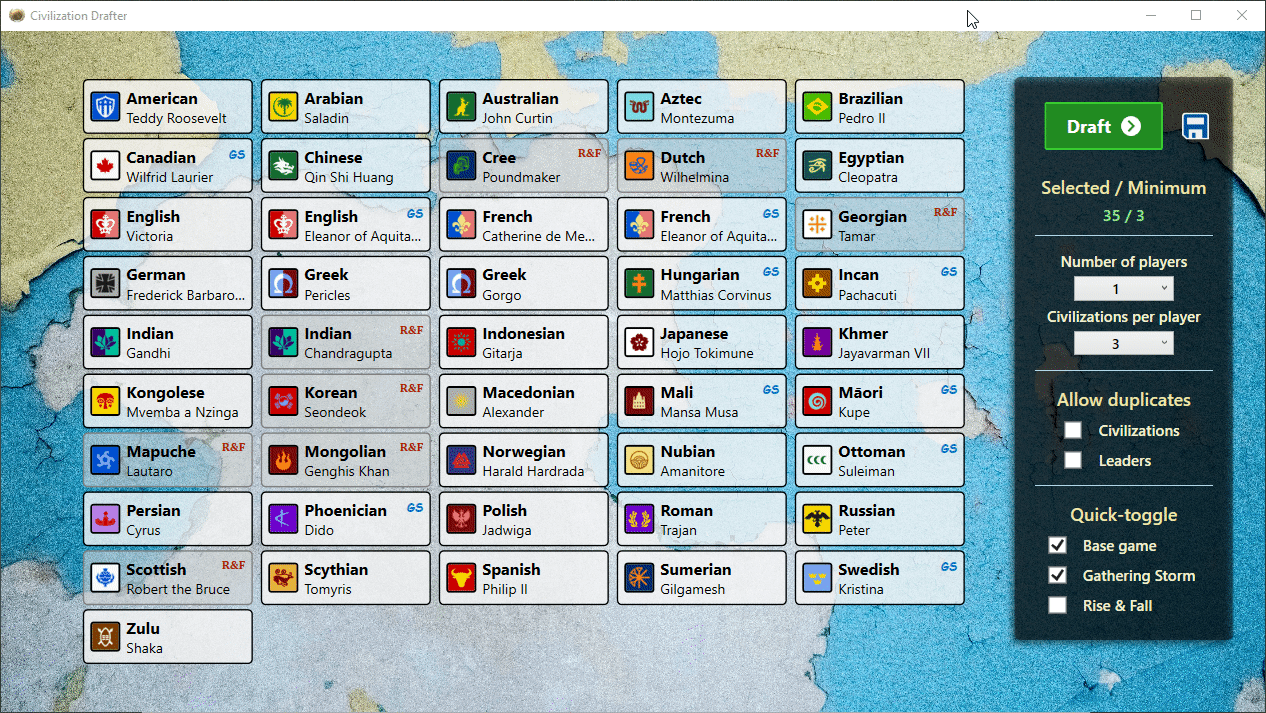 Civilization Drafter
American
Teddy Roosevelt
Arabian
Saladin
Australian
John Curtin
Aztec
Montezuma
Brazilian
Pedro II
Canadian GS
Wilfrid Laurier
Chinese
Qin Shi Huang
Cree R&F
Poundmaker
Dutch R&F
Wilhelmina
Egyptian
Cleopatra
English
Victoria
English GS
Eleanor of Aquita...
French
Catherine de Me...
French GS
Eleanor of Aquita...
Georgian R&F
Tamar
German
Frederick Barbaro...
Greek
Pericles
Greek
Gorgo
Hungarian GS
Matthias Corvinus
Incan GS
Pachacuti
Indian
Gandhi
Indian R&F
Chandragupta
Indonesian
Gitarja
Japanese
Hojo Tokimune
Khmer
Jayavarman VII
Kongolese
Mvemba a Nzinga
Korean R&F
Seondeok
Macedonian
Alexander
Mali GS
Mansa Musa
Māori GS
Kupe
Mapuche R&F
Lautaro
Mongolian R&F
Genghis Khan
Norwegian
Harald Hardrada
Nubian
Amanitore
Ottoman GS
Suleiman
Persian
Cyrus
Phoenician GS
Dido
Polish
Jadwiga
Roman
Trajan
Russian
Peter
Scottish R&F
Robert the Bruce
Scythian
Tomyris
Spanish
Philip II
Sumerian
Gilgamesh
Swedish GS
Kristina
Zulu
Shaka
Draft
Selected / Minimum
35 / 3
Number of players
1
Civilizations per player
3
Allow duplicates
Civilizations
Leaders
Quick-toggle
Base game
Gathering Storm
Rise & Fall